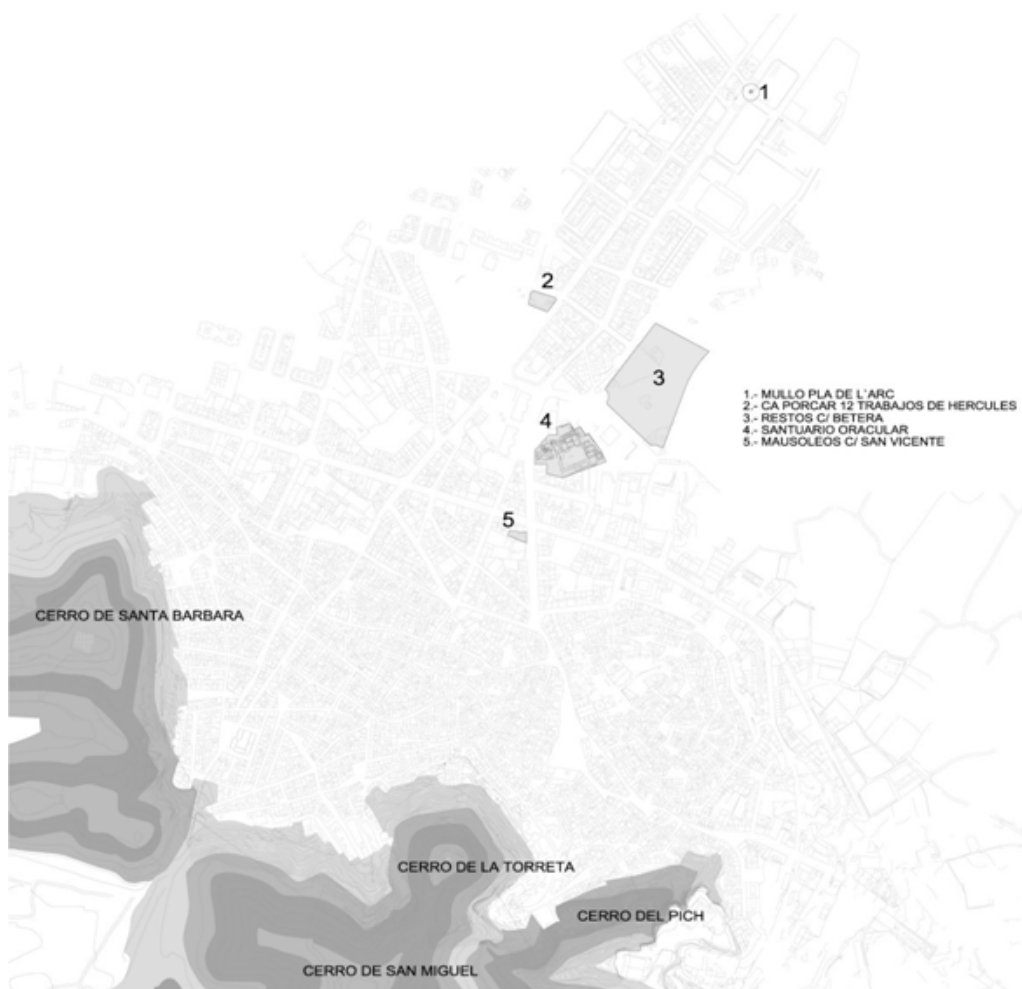 1
2
3
4
5
1.- MULLO PLA DE L'ARC
2.- CA PORCAR 12 TRABAJOS DE HERCULES
3.- RESTOS C/ BETERA
4.- SANTUARIO ORACULAR
5.- MAUSOLEOS C/ SAN VICENTE
CERRO DE SANTA BARBARA
CERRO DE LA TORRETA
CERRO DEL PICH
CERRO DE SAN MIGUEL